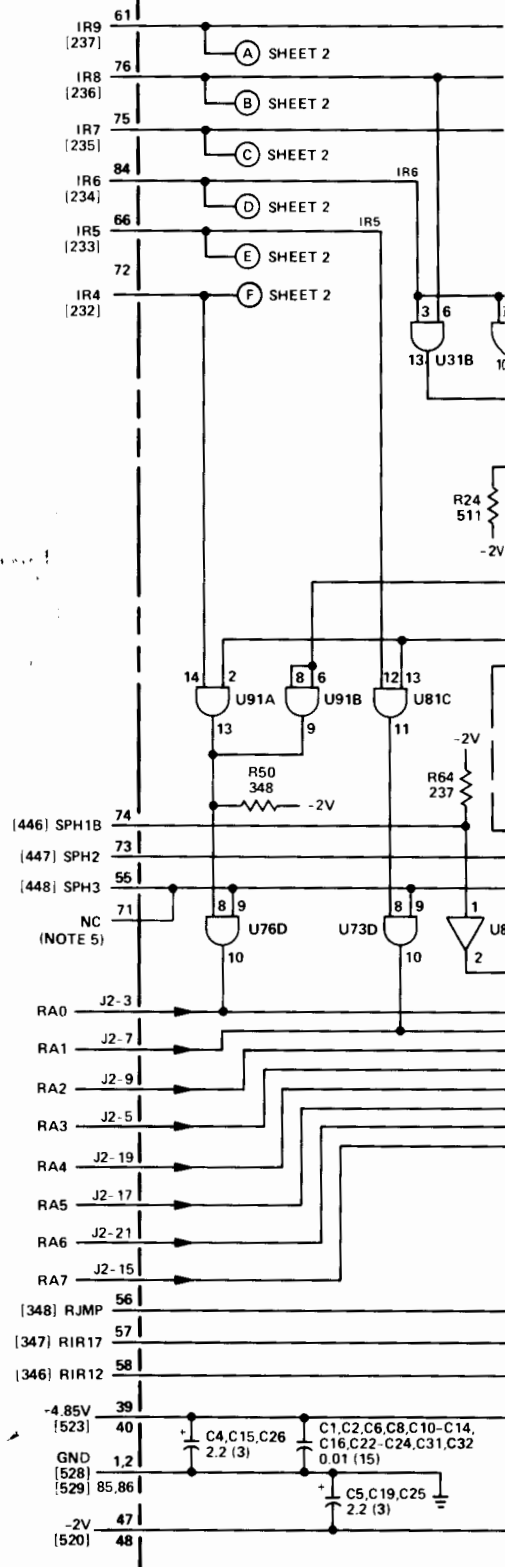 61
IR9
[237]
A SHEET 2
76
IR8
[236]
B SHEET 2
75
IR7
[235]
C SHEET 2
84
IR6
[234]
IR6
D SHEET 2
66
IR5
[233]
IR5
E SHEET 2
72
IR4
[232]
F SHEET 2
3 6
13 U31B
R24
511
-2V
14 2 U91A
13
8 6 U91B
9
12 13 U81C
11
R50
348
-2V
-2V
R64
237
[446] SPH1B 74
[447] SPH2 73
[448] SPH3 55
NC 71
(NOTE 5)
8 9 U76D
10
8 9 U73D
10
1
U8
2
RA0 J2-3
RA1 J2-7
RA2 J2-9
RA3 J2-5
RA4 J2-19
RA5 J2-17
RA6 J2-21
RA7 J2-15
[348] RJMP 56
[347] RIR17 57
[346] RIR12 58
-4.85V 39
[523] 40
+ C4,C15,C26
2.2 (3)
C1,C2,C6,C8,C10-C14,
C16,C22-C24,C31,C32
0.01 (15)
GND 1,2
[528]
[529] 85,86
+ C5,C19,C25
2.2 (3)
-2V 47
[520] 48